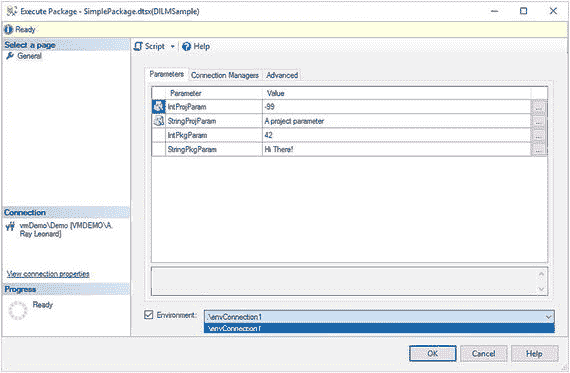 Execute Package - SimplePackage.dtsx(DILMSample)
Ready
Select a page
General
Script
Help
Parameters
Connection Managers
Advanced
Parameter Value
IntProjParam -99
StringProjParam A project parameter
IntPkgParam 42
StringPkgParam Hi There!
Connection
vmDemo\Demo [VMDEMO\A.
Ray Leonard]
View connection properties
Progress
Ready
Environment:
.\envConnection1
.\envConnection1
OK
Cancel
Help